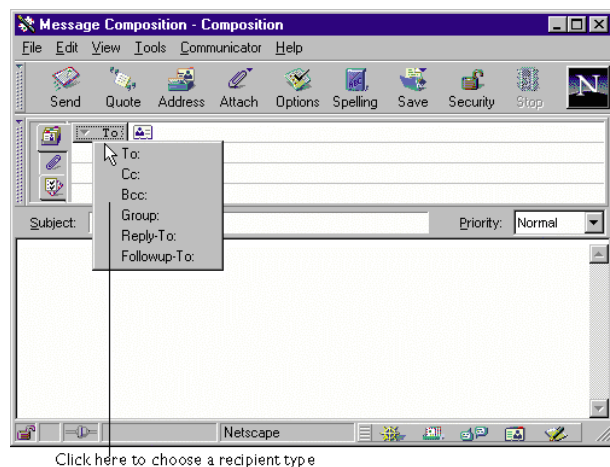 Message Composition - Composition
File Edit View Tools Communicator Help
Send Quote Address Attach Options Spelling Save Security Stop
N
To:
To:
Cc:
Bcc:
Group:
Reply-To:
Followup-To:
Subject: Priority: Normal
Netscape
Click here to choose a recipient type